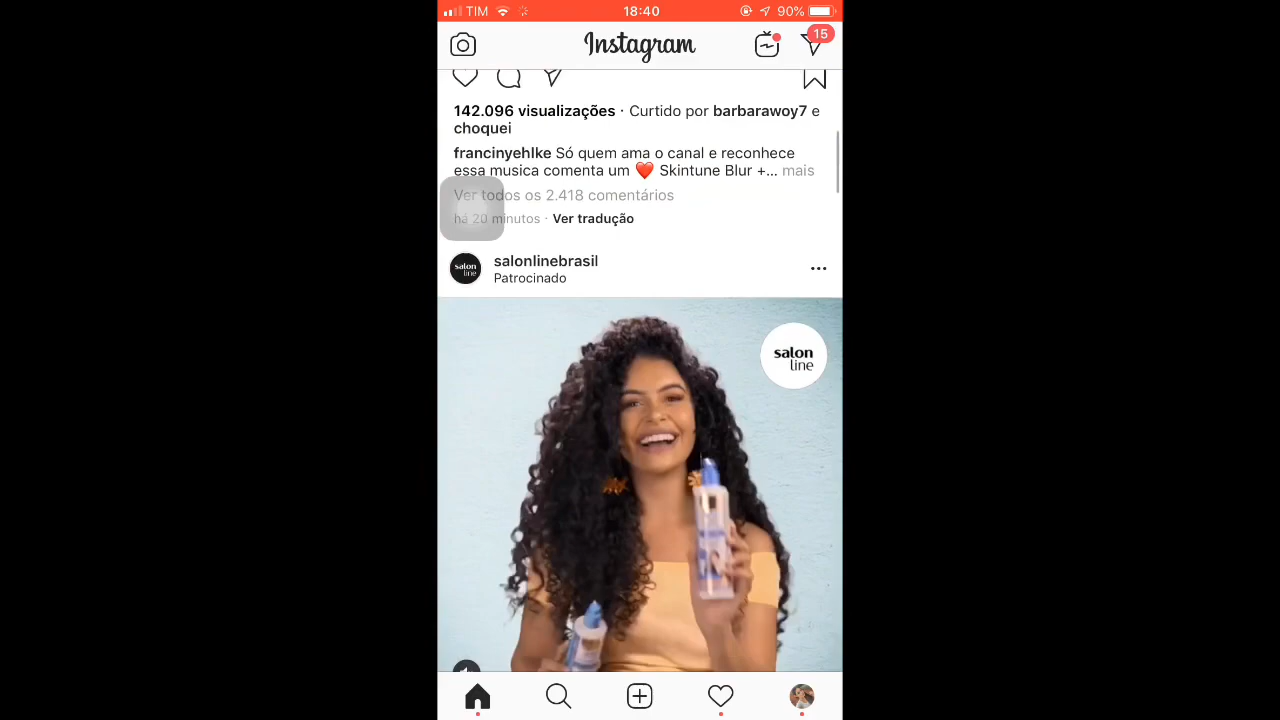 TIM 18:40 90%
Instagram 15
142.096 visualizações · Curtido por barbarawoy7 e
choquei
francinyehlke Só quem ama o canal e reconhece
essa musica comenta um ❤️ Skintune Blur +... mais
Ver todos os 2.418 comentários
há 20 minutos · Ver tradução
salon
line
salonlinebrasil
Patrocinado
salon
line